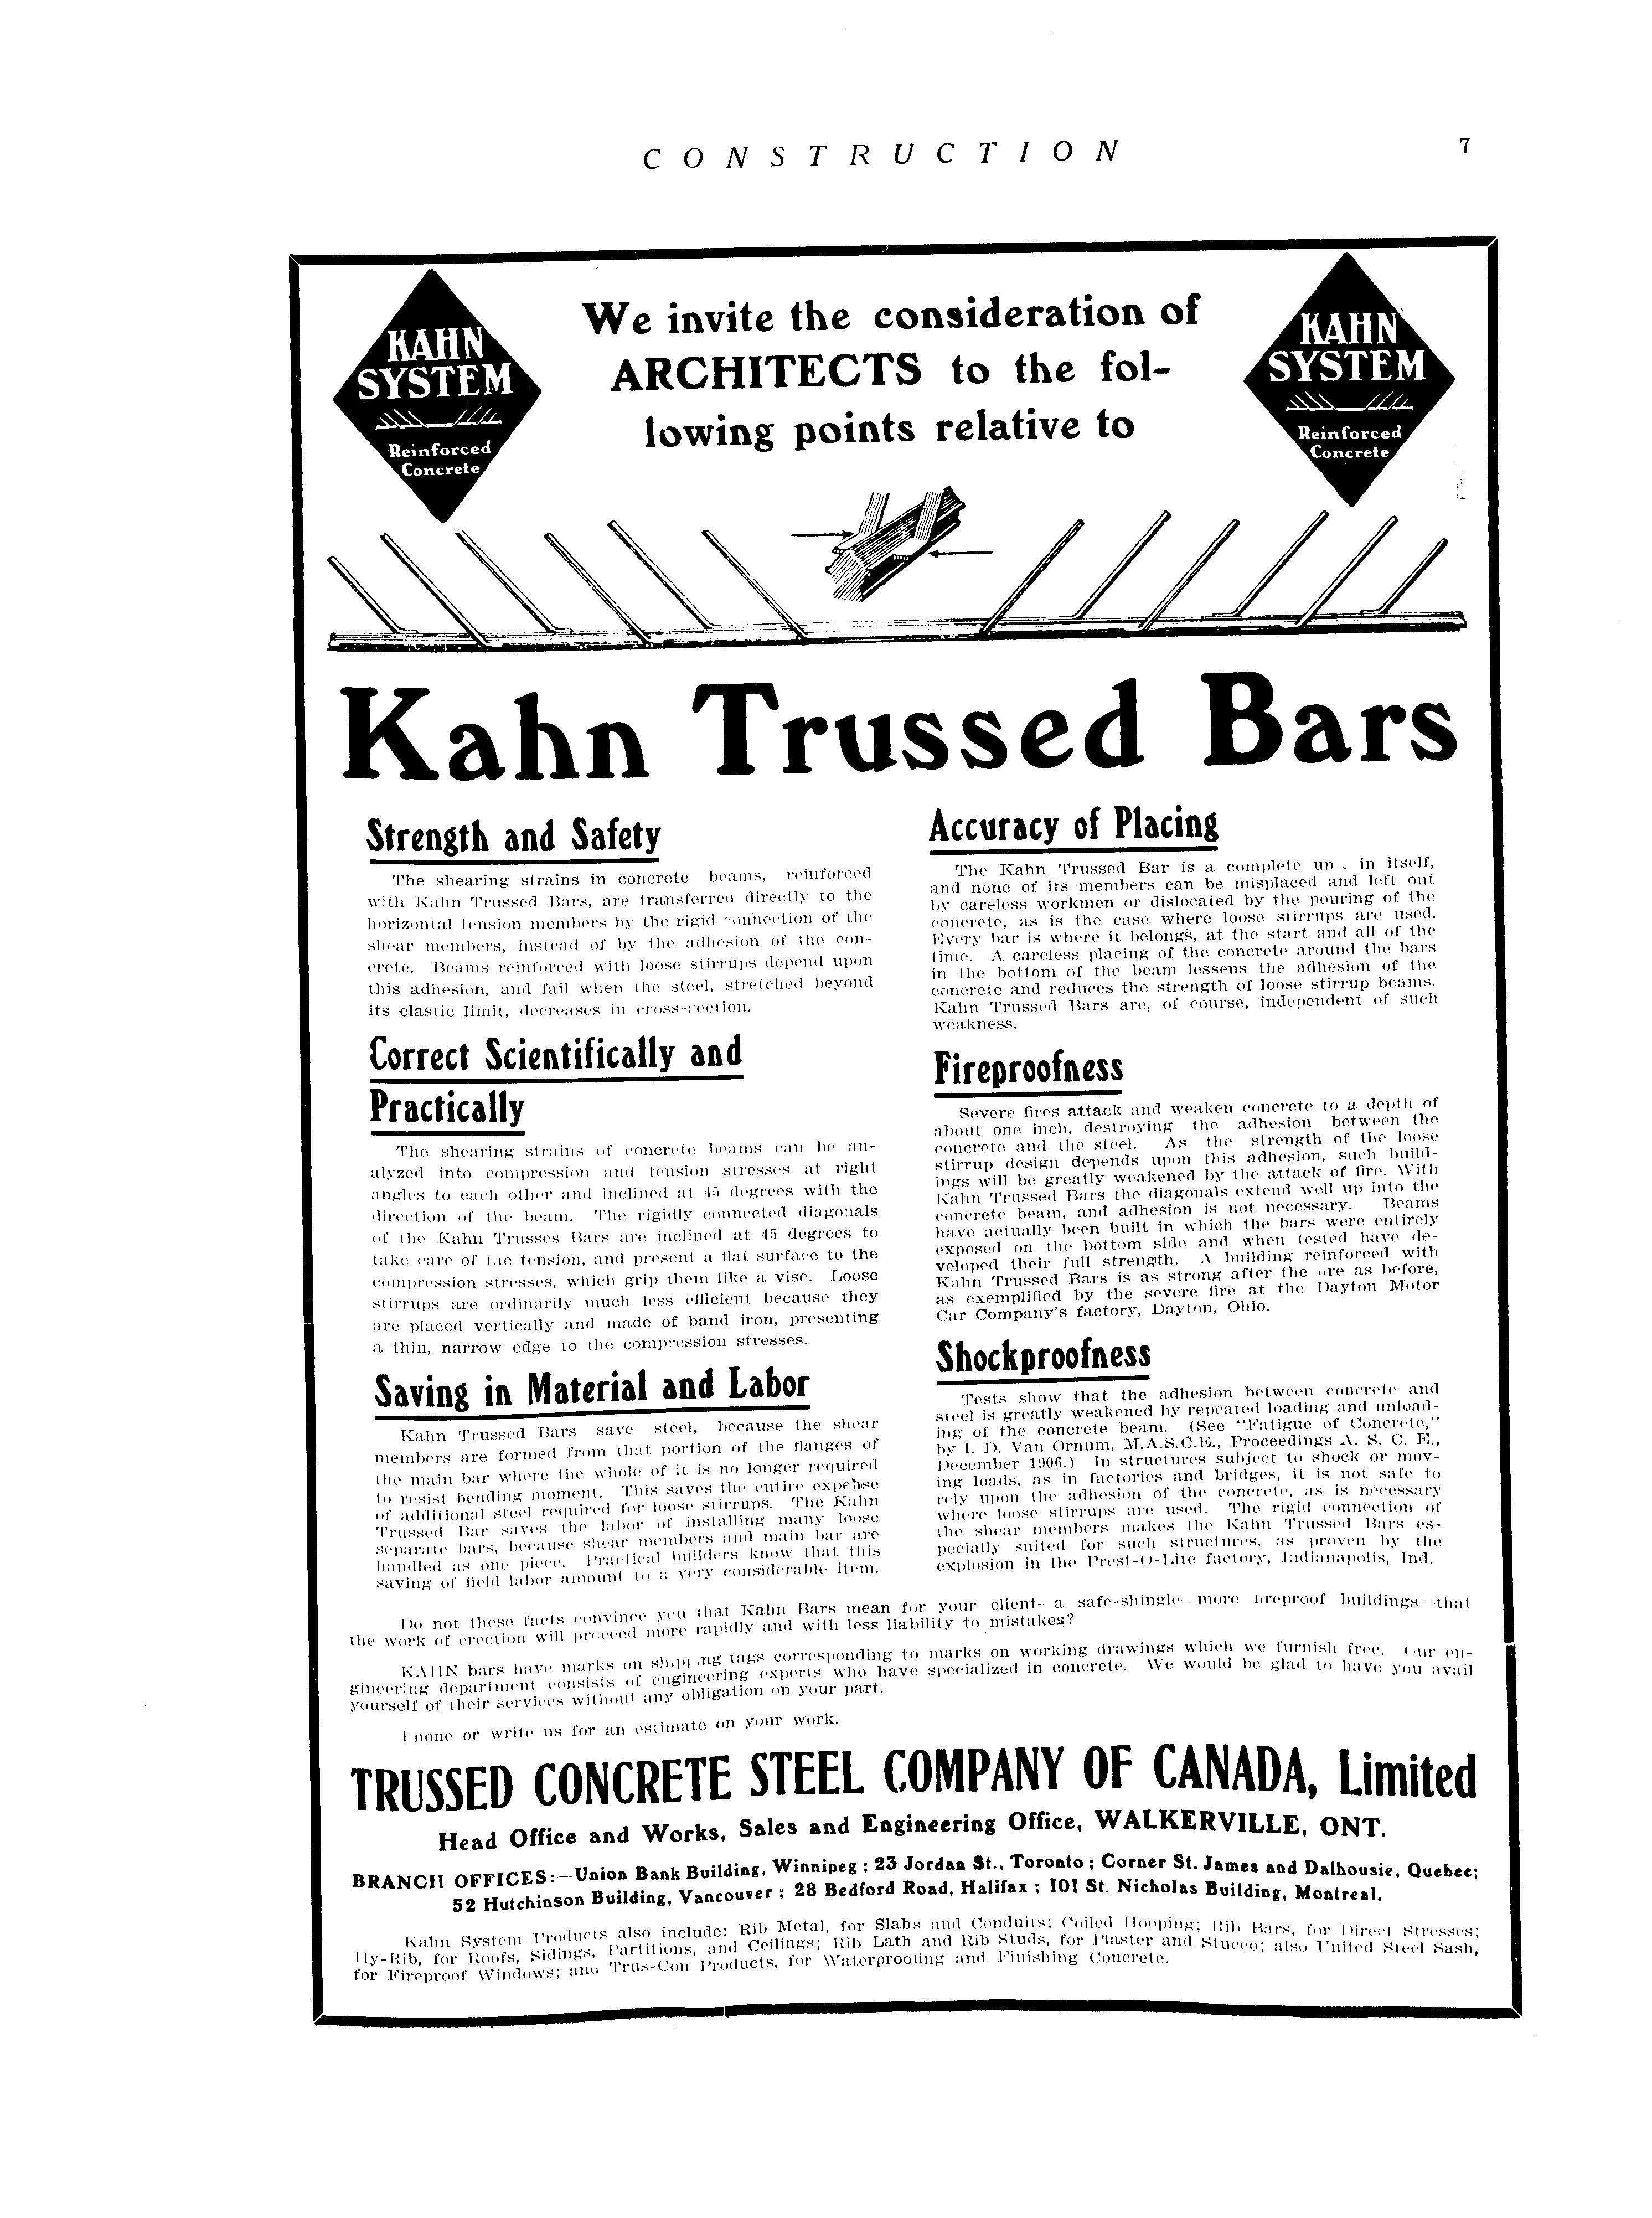 CONSTRUCTION
7
KAHN
SYSTEM
Reinforced
Concrete
We invite the consideration of
ARCHITECTS to the fol-
lowing points relative to
KAHN
SYSTEM
Reinforced
Concrete
Kahn Trussed Bars
Strength and Safety
The shearing strains in concrete beams, reinforced
with Kahn Trussed Bars, are transferred directly to the
horizontal tension members by the rigid connection of the
shear members, instead of by the adhesion of the con-
crete. Beams reinforced with loose stirrups depend upon
this adhesion, and fail when the steel, stretched beyond
its elastic limit, decreases in cross-section.
Correct Scientifically and
Practically
The shearing strains of concrete beams can be an-
alyzed into compression and tension stresses at right
angles to each other and inclined at 45 degrees with the
direction of the beam. The rigidly connected diagonals
of the Kahn Trusses Bars are inclined at 45 degrees to
take care of the tension, and present a flat surface to the
compression stresses, which grip them like a vise. Loose
stirrups are ordinarily much less efficient because they
are placed vertically and made of band iron, presenting
a thin, narrow edge to the compression stresses.
Saving in Material and Labor
Kahn Trussed Bars save steel, because the shear
members are formed from that portion of the flanges of
the main bar where the whole of it is no longer required
to resist bending moment. This saves the entire expense
of additional steel required for loose stirrups. The Kahn
Trussed Bar saves the labor of installing many loose
separate bars, because shear members and main bar are
handled as one piece. Practical builders know that this
saving of field labor amount to a very considerable item.
Accuracy of Placing
The Kahn Trussed Bar is a complete in itself,
and none of its members can be misplaced and left out
by careless workmen or dislocated by the pouring of the
concrete, as is the case where loose stirrups are used.
Every bar is where it belongs, at the start and all of the
time. A careless placing of the concrete around the bars
in the bottom of the beam lessens the adhesion of the
concrete and reduces the strength of loose stirrup beams.
Kahn Trussed Bars are, of course, independent of such
weakness.
Fireproofness
Severe fires attack and weaken concrete to a depth of
about one inch, destroying the adhesion between the
concrete and the steel. As the strength of the loose
stirrup design depends upon this adhesion, such build-
ings will be greatly weakened by the attack of fire. With
Kahn Trussed Bars the diagonals extend well up into the
concrete beam, and adhesion is not necessary. Beams
have actually been built in which the bars were entirely
exposed on the bottom side and when tested have de-
veloped their full strength. A building reinforced with
Kahn Trussed Bars is as strong after the fire as before,
as exemplified by the severe fire at the Dayton Motor
Car Company's factory, Dayton, Ohio.
Shockproofness
Tests show that the adhesion between concrete and
steel is greatly weakened by repeated loading and unload-
ing of the concrete beam. (See "Fatigue of Concrete,"
by I. D. Van Ornum, M.A.S.C.E., Proceedings A. S. C. E.,
December 1906.) In structures subject to shock or mov-
ing loads, as in factories and bridges, it is not safe to
rely upon the adhesion of the concrete, as is necessary
where loose stirrups are used. The rigid connection of
the shear members makes the Kahn Trussed Bars es-
pecially suited for such structures, as proven by the
explosion in the Prest-O-Lite factory, Indianapolis, Ind.
Do not these facts convince you that Kahn Bars mean for your client- a safe-shingle--more fireproof buildings--that
the work of erection will proceed more rapidly and with less liability to mistakes?
KAHN bars have marks on shipping tags corresponding to marks on working drawings which we furnish free. Our en-
gineering department consists of engineering experts who have specialized in concrete. We would be glad to have you avail
yourself of their services without any obligation on your part.
Phone or write us for an estimate on your work.
TRUSSED CONCRETE STEEL COMPANY OF CANADA, Limited
Head Office and Works, Sales and Engineering Office, WALKERVILLE, ONT.
BRANCH OFFICES:—Union Bank Building, Winnipeg; 23 Jordan St., Toronto; Corner St. James and Dalhousie, Quebec;
52 Hutchinson Building, Vancouver; 28 Bedford Road, Halifax; 101 St. Nicholas Building, Montreal.
Kahn System Products also include: Rib Metal, for Slabs and Conduits; Coiled Hooping; Rib Bars, for Direct Stresses;
Hy-Rib, for Roofs, Sidings, Partitions, and Ceilings; Rib Lath and Rib Studs, for Plaster and Stucco; also United Steel Sash,
for Fireproof Windows; and Trus-Con Products, for Waterproofing and Finishing Concrete.